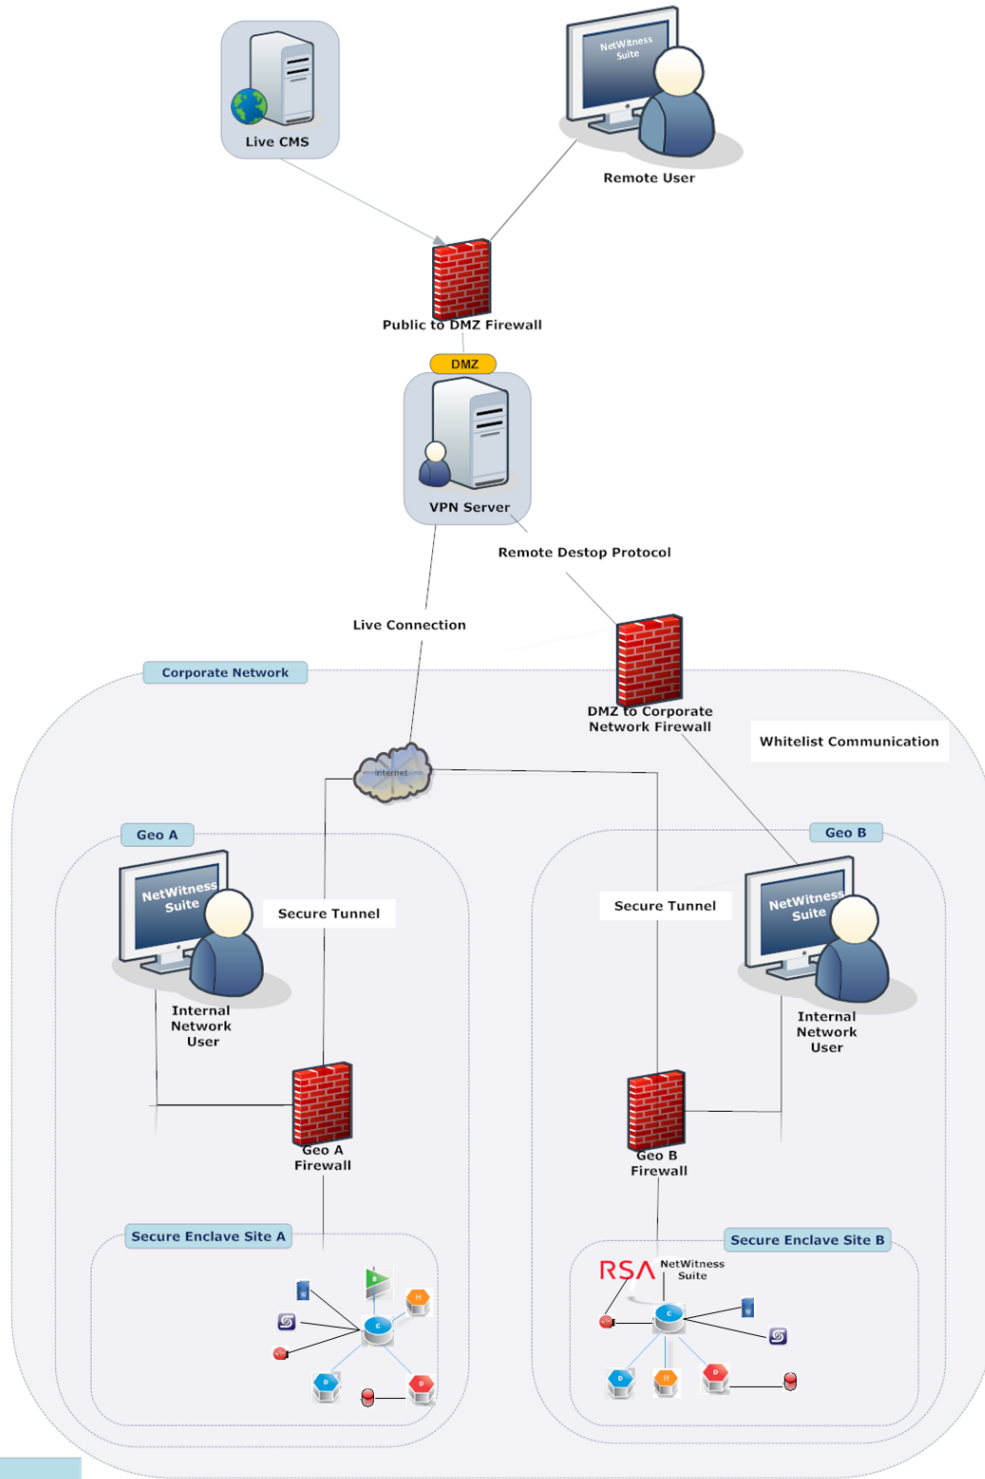 NetWitness
Suite
Live CMS
Remote User
Public to DMZ Firewall
DMZ
VPN Server
Remote Destop Protocol
Live Connection
Corporate Network
DMZ to Corporate
Network Firewall
Whitelist Communication
Internet
Geo A
Geo B
NetWitness
Suite
Secure Tunnel
Secure Tunnel
NetWitness
Suite
Internal
Network
User
Internal
Network
User
Geo A
Firewall
Geo B
Firewall
Secure Enclave Site A
Secure Enclave Site B
RSA
NetWitness
Suite
H
C
D
D
W
C
D
H
D